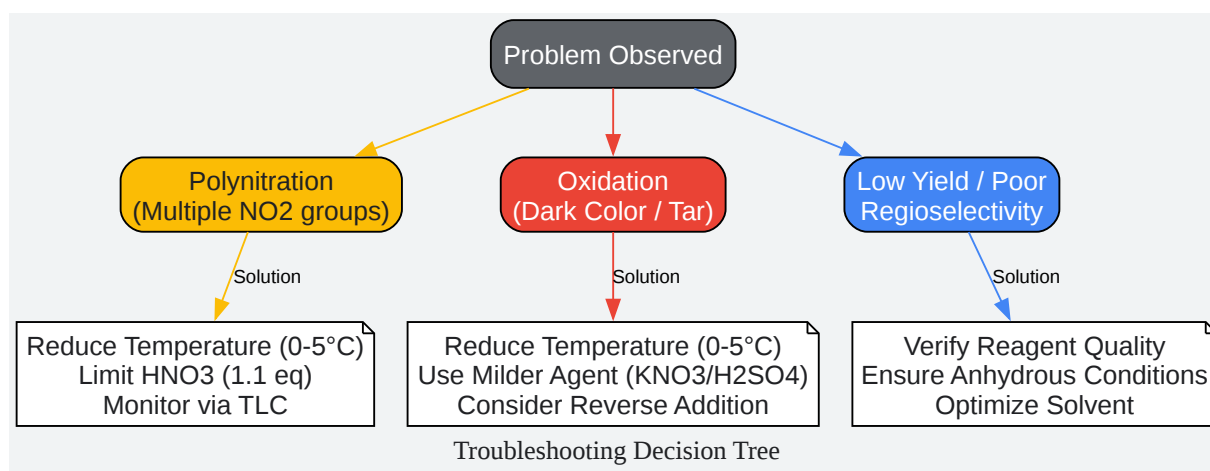 Problem Observed
Polynitration
(Multiple NO2 groups)
Oxidation
(Dark Color / Tar)
Low Yield / Poor
Regioselectivity
Solution
Solution
Solution
Reduce Temperature (0-5°C)
Limit HNO3 (1.1 eq)
Monitor via TLC
Reduce Temperature (0-5°C)
Use Milder Agent (KNO3/H2SO4)
Consider Reverse Addition
Verify Reagent Quality
Ensure Anhydrous Conditions
Optimize Solvent
Troubleshooting Decision Tree